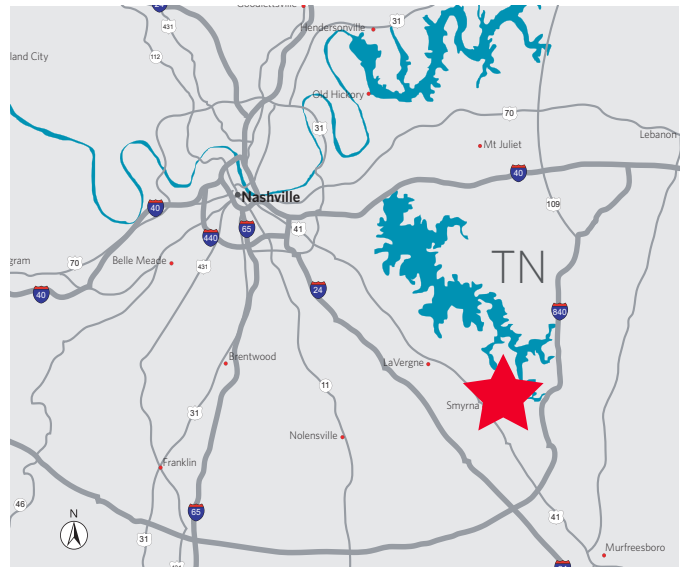 Goodlettsville
31
431
Hendersonville
land City
112
Old Hickory
70
31
Lebanon
Mt Juliet
40
Nashville
109
40
65
41
440
TN
70
Belle Meade
431
gram
24
40
840
Brentwood
LaVergne
11
Smyrna
31
Nolensville
Franklin
46
65
N
41
31
Murfreesboro